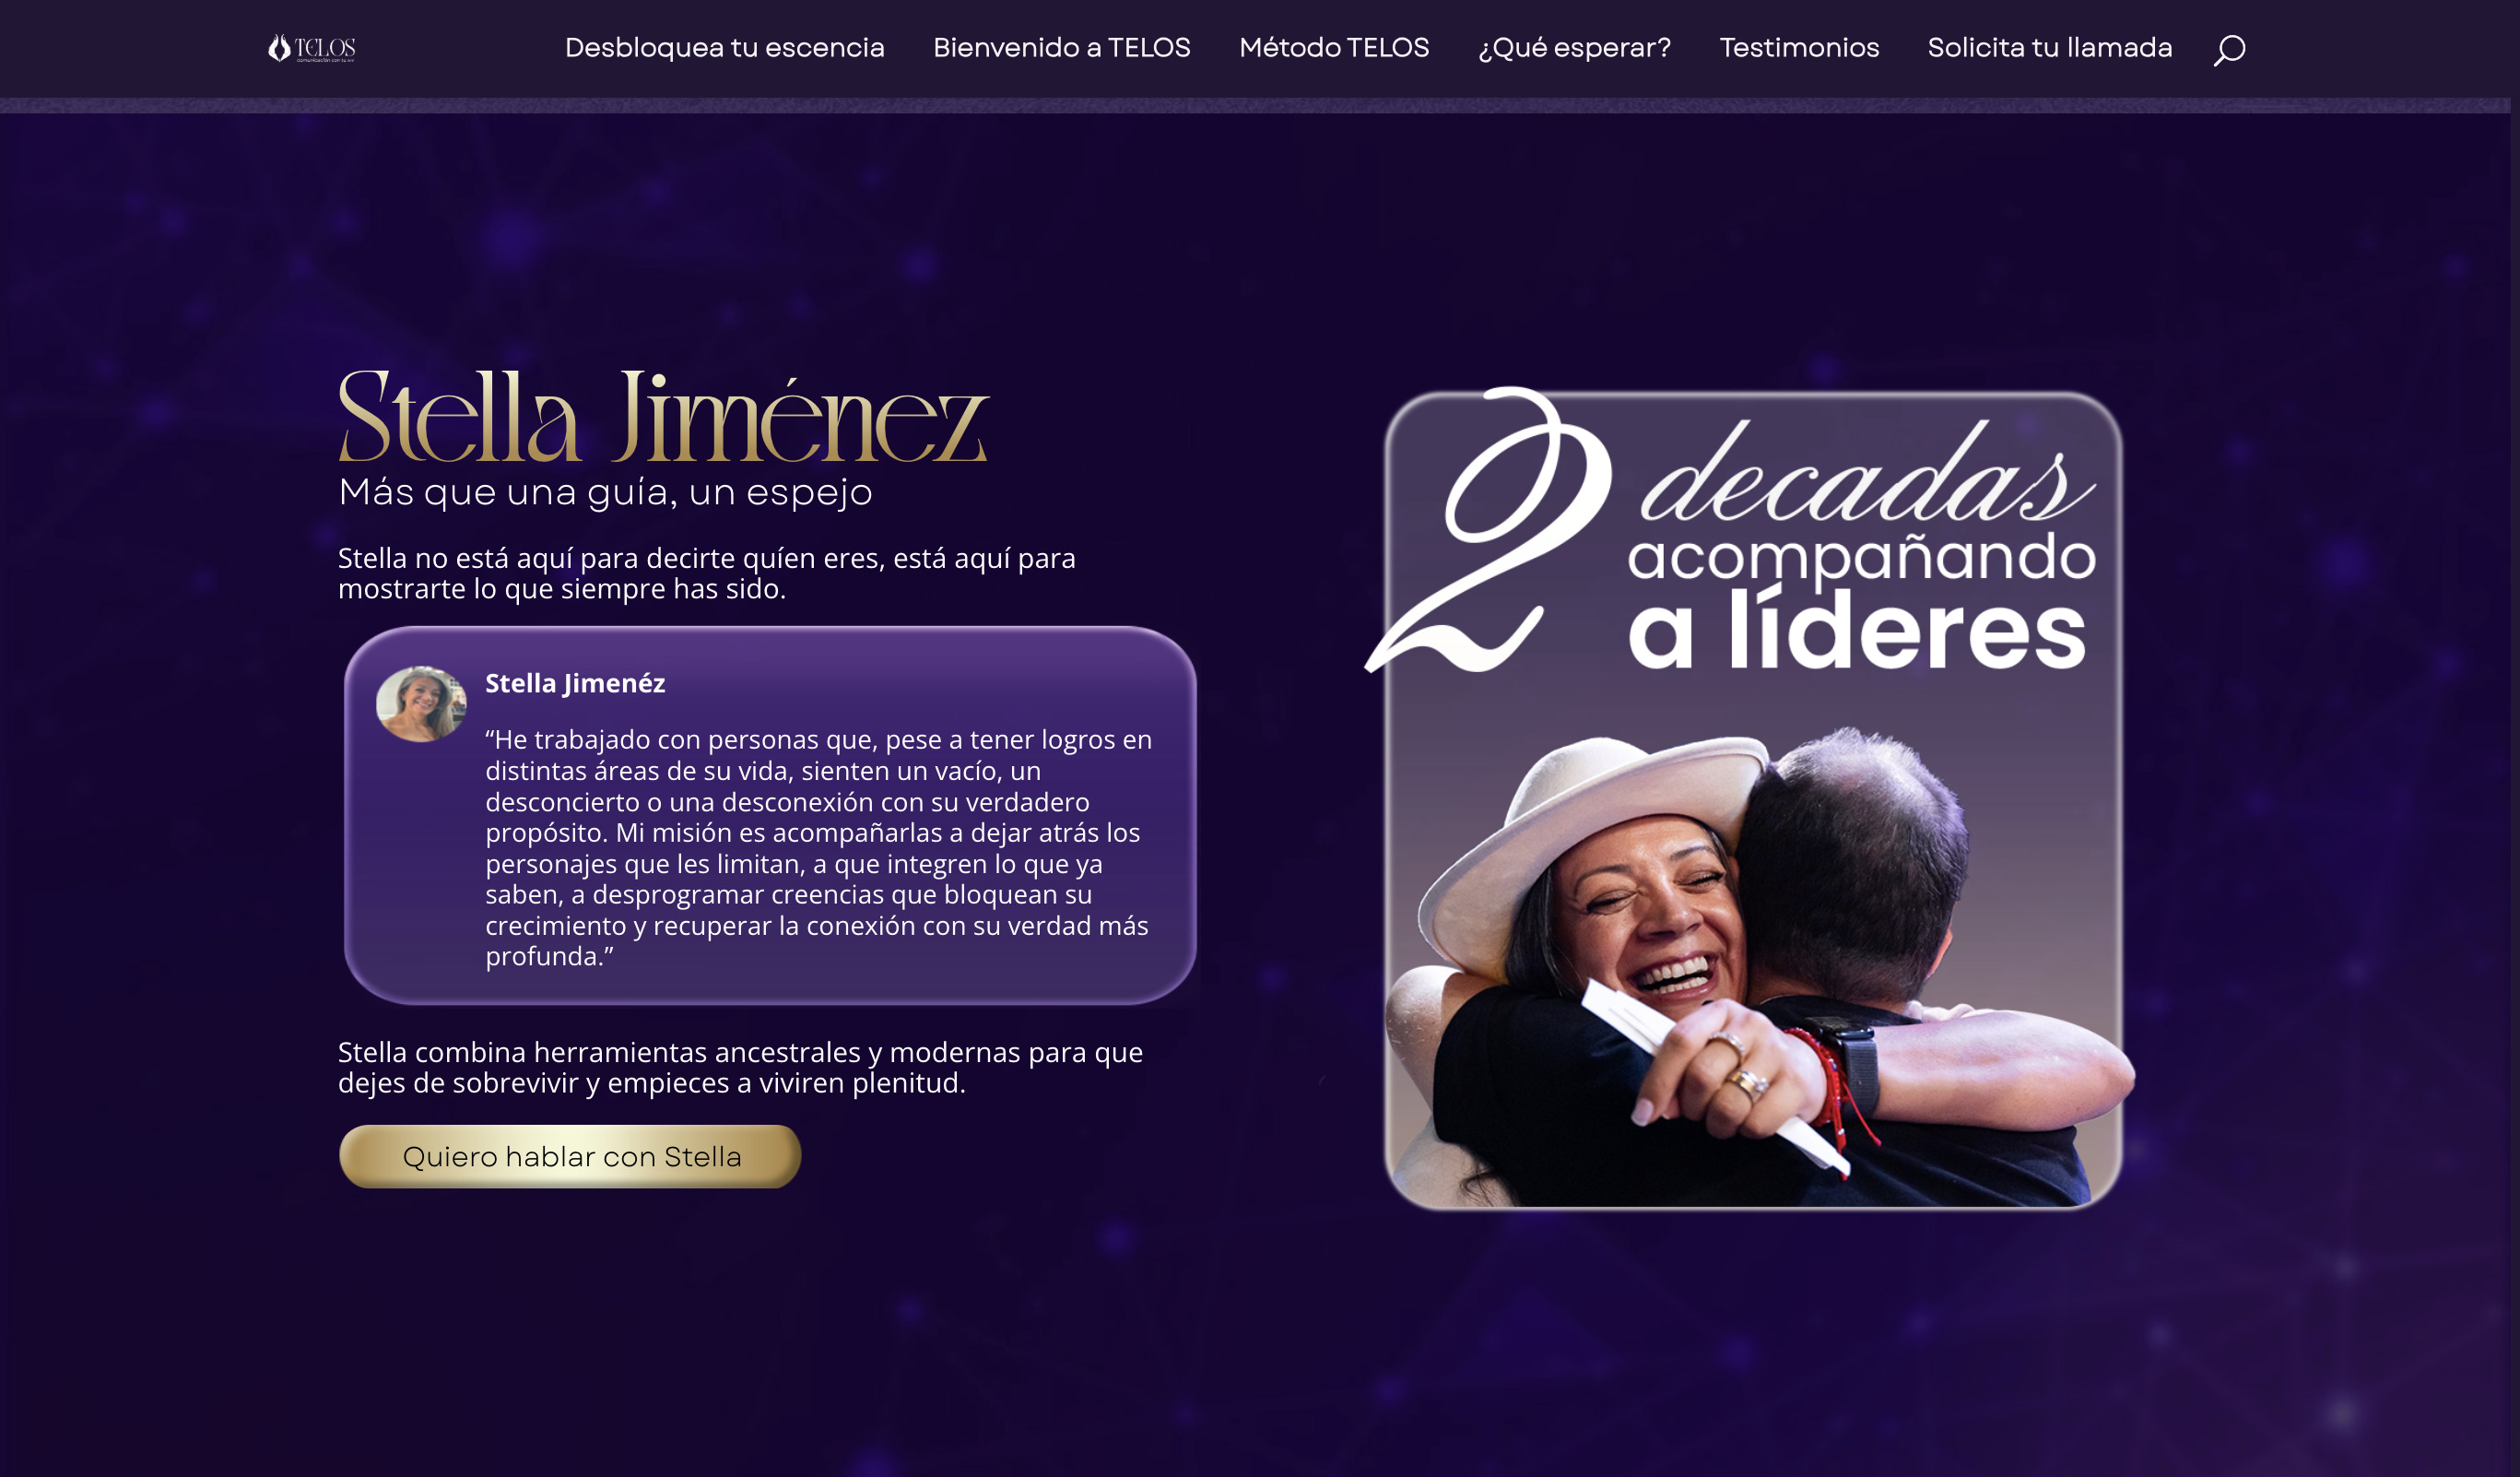 TELOS
comunicación con tu ser
Desbloquea tu escencia
Bienvenido a TELOS
Método TELOS
¿Qué esperar?
Testimonios
Solicita tu llamada
Stella Jiménez
Más que una guía, un espejo
Stella no está aquí para decirte quíen eres, está aquí para
mostrarte lo que siempre has sido.
Stella Jimenéz
“He trabajado con personas que, pese a tener logros en
distintas áreas de su vida, sienten un vacío, un
desconcierto o una desconexión con su verdadero
propósito. Mi misión es acompañarlas a dejar atrás los
personajes que les limitan, a que integren lo que ya
saben, a desprogramar creencias que bloquean su
crecimiento y recuperar la conexión con su verdad más
profunda.”
Stella combina herramientas ancestrales y modernas para que
dejes de sobrevivir y empieces a viviren plenitud.
Quiero hablar con Stella
2 decadas
acompañando
a líderes